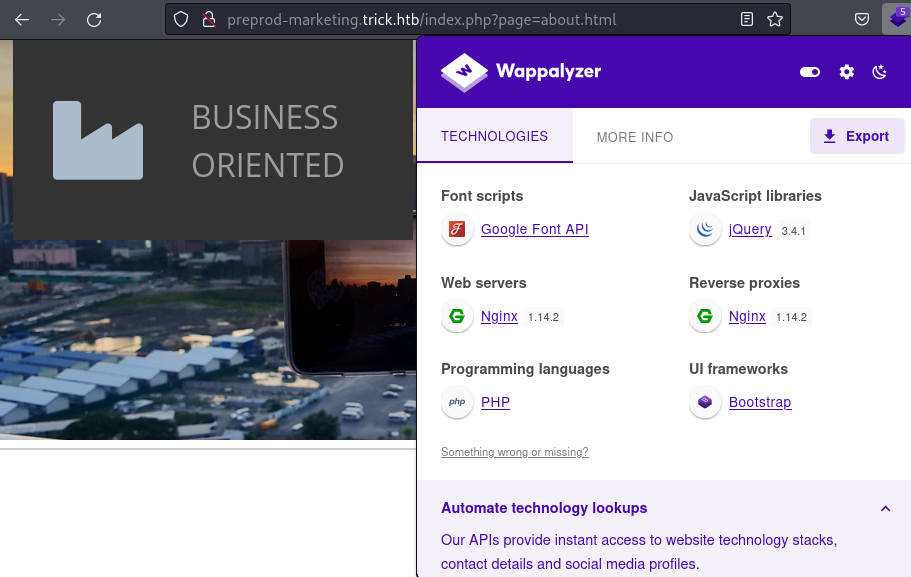 preprod-marketing.trick.htb/index.php?page=about.html
5
BUSINESS
ORIENTED
Wappalyzer
TECHNOLOGIES
MORE INFO
Export
Font scripts
Google Font API
JavaScript libraries
jQuery 3.4.1
Web servers
Nginx 1.14.2
Reverse proxies
Nginx 1.14.2
Programming languages
php PHP
UI frameworks
Bootstrap
Something wrong or missing?
Automate technology lookups
Our APIs provide instant access to website technology stacks,
contact details and social media profiles.